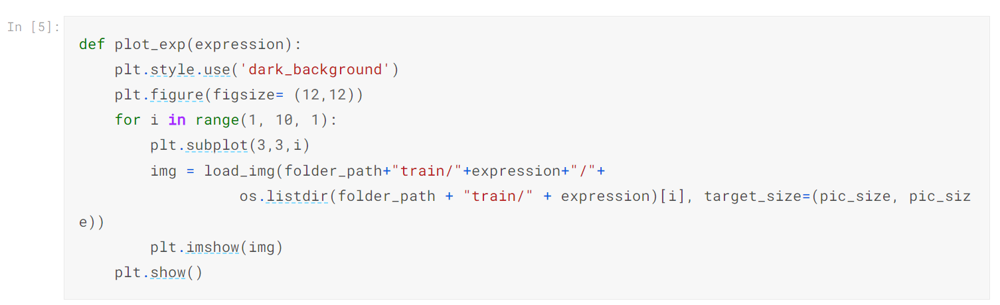 In [5]:
def plot_exp(expression):
    plt.style.use('dark_background')
    plt.figure(figsize= (12,12))
    for i in range(1, 10, 1):
        plt.subplot(3,3,i)
        img = load_img(folder_path+"train/"+expression+"/"+
                  os.listdir(folder_path + "train/" + expression)[i], target_size=(pic_size, pic_siz
e))
        plt.imshow(img)
    plt.show()